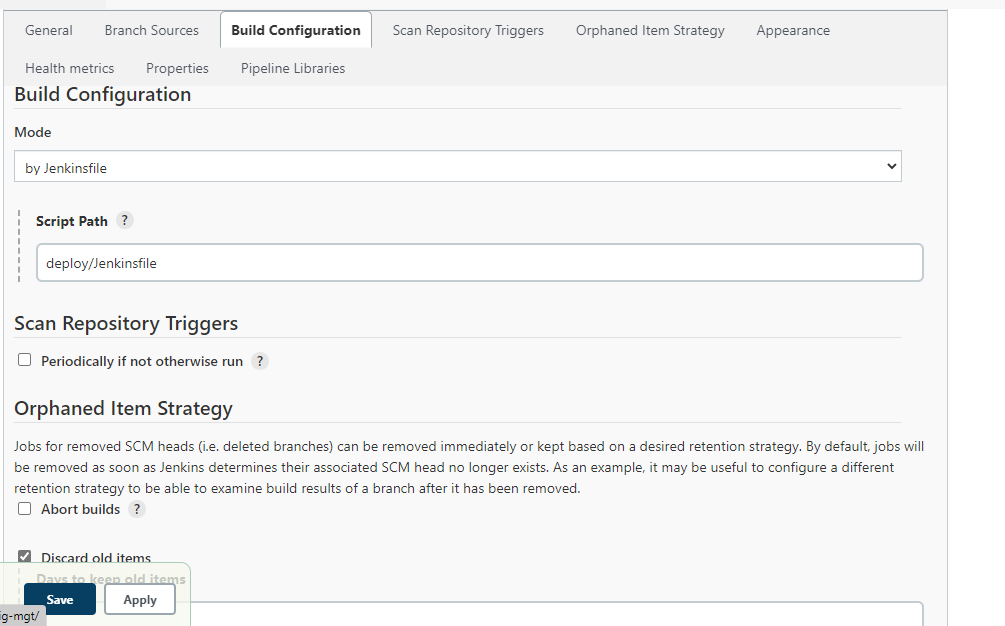 General Branch Sources Build Configuration Scan Repository Triggers Orphaned Item Strategy Appearance
Health metrics Properties Pipeline Libraries
Build Configuration
Mode
by Jenkinsfile
Script Path ?
deploy/Jenkinsfile
Scan Repository Triggers
Periodically if not otherwise run ?
Orphaned Item Strategy
Jobs for removed SCM heads (i.e. deleted branches) can be removed immediately or kept based on a desired retention strategy. By default, jobs will
be removed as soon as Jenkins determines their associated SCM head no longer exists. As an example, it may be useful to configure a different
retention strategy to be able to examine build results of a branch after it has been removed.
Abort builds ?
Discard old items
Days to keep old items
Save Apply
ig-mgt/